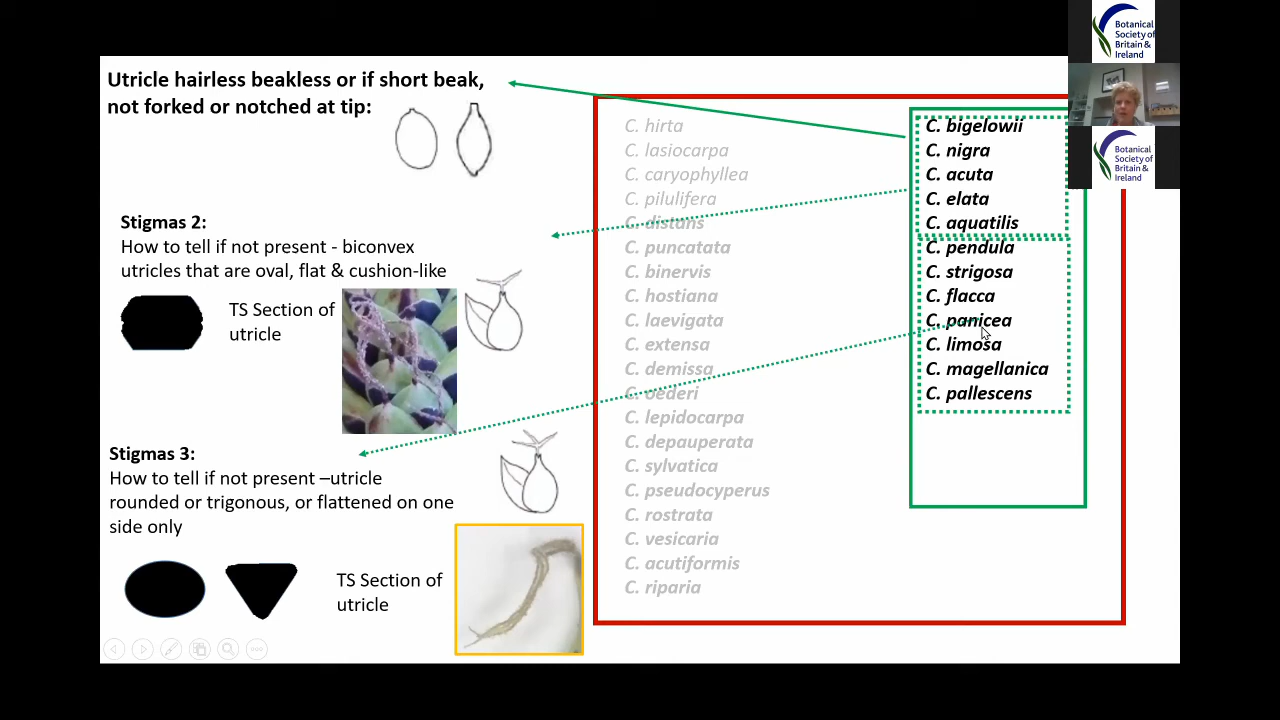 Utricle hairless beakless or if short beak,
not forked or notched at tip:
Stigmas 2:
How to tell if not present - biconvex
utricles that are oval, flat & cushion-like
TS Section of
utricle
Stigmas 3:
How to tell if not present –utricle
rounded or trigonous, or flattened on one
side only
TS Section of
utricle
C. hirta
C. lasiocarpa
C. caryophyllea
C. pilulifera
C. distans
C. puncatata
C. binervis
C. hostiana
C. laevigata
C. extensa
C. demissa
C. oederi
C. lepidocarpa
C. depauperata
C. sylvatica
C. pseudocyperus
C. rostrata
C. vesicaria
C. acutiformis
C. riparia
C. bigelowii
C. nigra
C. acuta
C. elata
C. aquatilis
C. pendula
C. strigosa
C. flacca
C. panicea
C. limosa
C. magellanica
C. pallescens
Botanical
Society of
Britain &
Ireland
Botanical
Society of
Britain &
Ireland